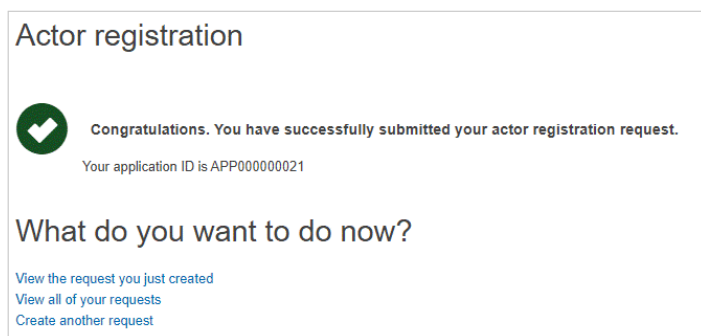 Actor registration
Congratulations. You have successfully submitted your actor registration request.
Your application ID is APP000000021
What do you want to do now?
View the request you just created
View all of your requests
Create another request